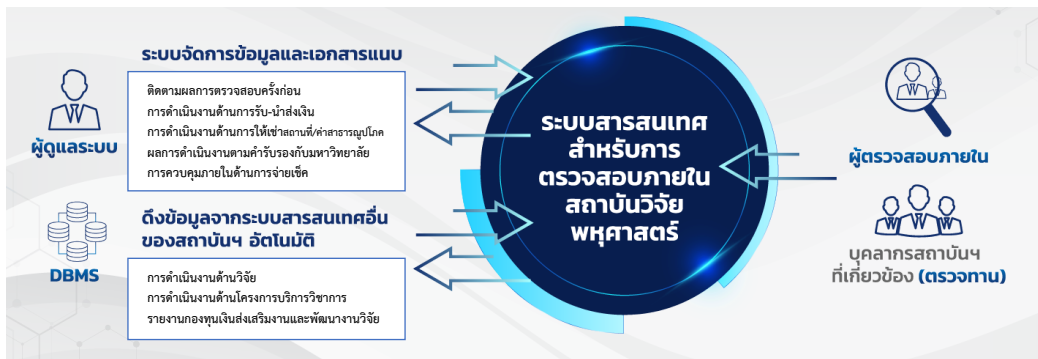 ระบบจัดการข้อมูลและเอกสารแนบ
ผู้ดูแลระบบ
ติดตามผลการตรวจสอบครั้งก่อน
การดำเนินงานด้านการรับ-นำส่งเงิน
การดำเนินงานด้านการให้เช่าสถานที่/ค่าสาธารณูปโภค
ผลการดำเนินงานตามคำรับรองกับมหาวิทยาลัย
การควบคุมภายในด้านการจ่ายเช็ค
DBMS
ดึงข้อมูลจากระบบสารสนเทศอื่น
ของสถาบันฯ อัตโนมัติ
การดำเนินงานด้านวิจัย
การดำเนินงานด้านโครงการบริการวิชาการ
รายงานกองทุนเงินส่งเสริมงานและพัฒนางานวิจัย
ระบบสารสนเทศ
สำหรับการ
ตรวจสอบภายใน
สถาบันวิจัย
พหุศาสตร์
ผู้ตรวจสอบภายใน
บุคลากรสถาบันฯ
ที่เกี่ยวข้อง (ตรวจทาน)